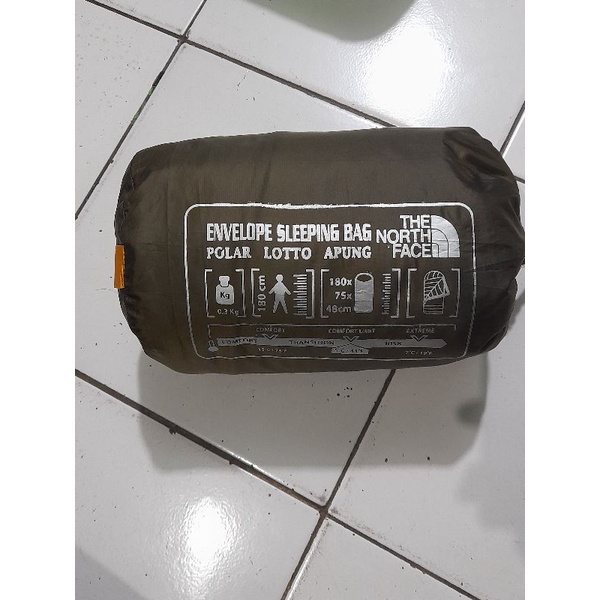 ENVELOPE SLEEPING BAG
POLAR LOTTO APUNG
THE
NORTH
FACE
Kg
0.3 Kg
180 cm
180x
75x
48cm
COMFORT
COMFORT LIMIT
EXTREME
COMFORT
TRANSITION
RISK